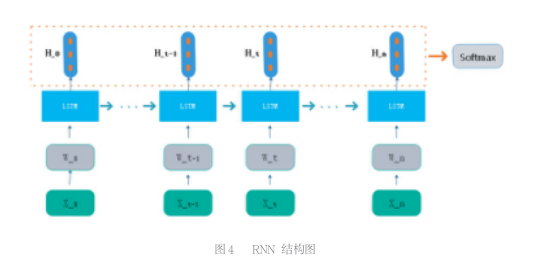 H_0 H_t-1 H_t H_n
Softmax
LSTM LSTM LSTM LSTM
W_0 W_t-1 W_t W_n
X_0 X_t-1 X_t X_n
图4 RNN 结构图